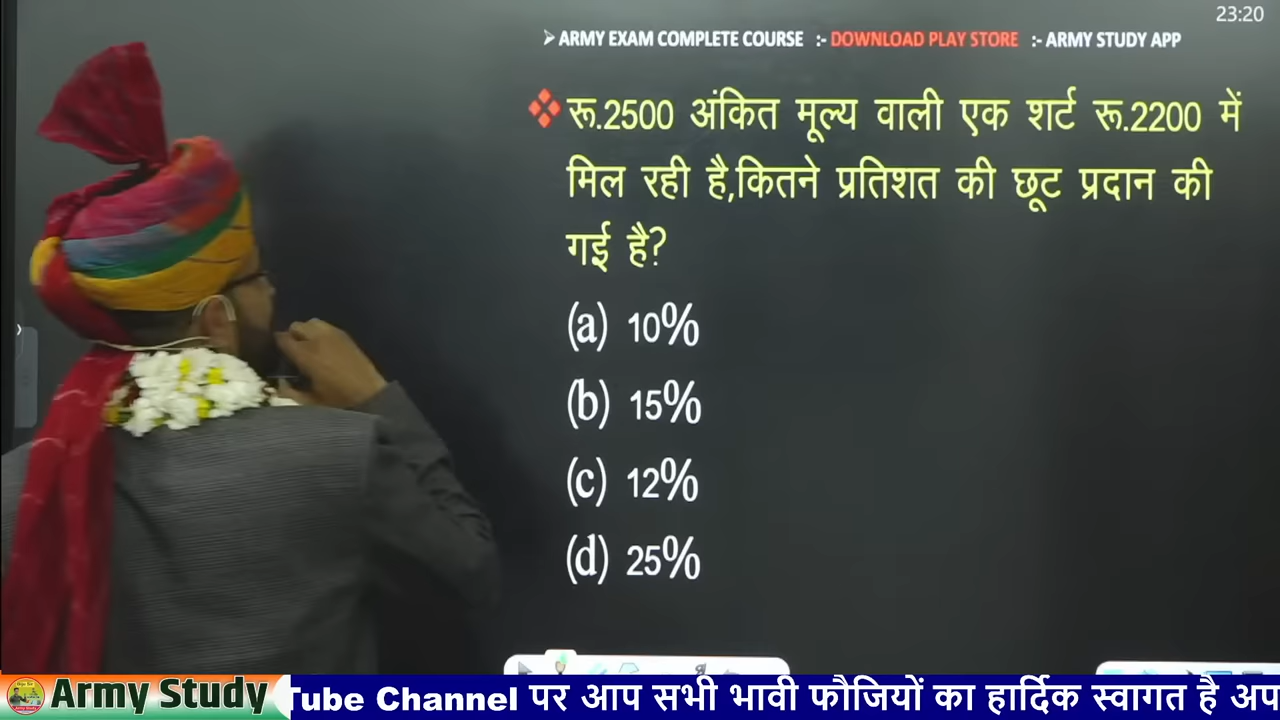 23:20
➢ ARMY EXAM COMPLETE COURSE :- DOWNLOAD PLAY STORE :- ARMY STUDY APP
❖ रू.2500 अंकित मूल्य वाली एक शर्ट रू.2200 में
मिल रही है,कितने प्रतिशत की छूट प्रदान की
गई है?
(a) 10%
(b) 15%
(c) 12%
(d) 25%
Army Study Tube Channel पर आप सभी भावी फौजियों का हार्दिक स्वागत है अप